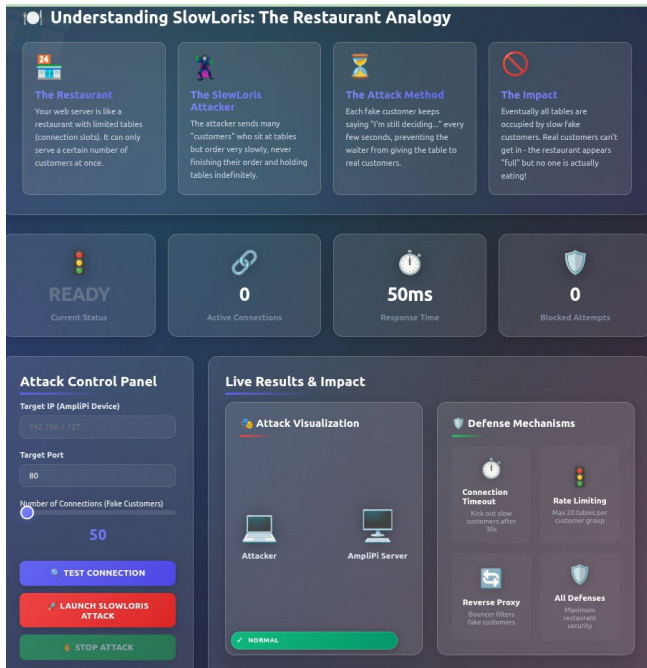 Understanding SlowLoris: The Restaurant Analogy
24
The Restaurant
Your web server is like a
restaurant with limited tables
(connection slots). It can only
serve a certain number of
customers at once.
The SlowLoris
Attacker
The attacker sends many
"customers" who sit at tables
but order very slowly, never
finishing their order and holding
tables indefinitely.
The Attack Method
Each fake customer keeps
saying "I'm still deciding..." every
few seconds, preventing the
waiter from giving the table to
real customers.
The Impact
Eventually all tables are
occupied by slow fake
customers. Real customers can't
get in - the restaurant appears
"full" but no one is actually
eating!
READY
Current Status
0
Active Connections
50ms
Response Time
0
Blocked Attempts
Attack Control Panel
Target IP (AmpliPi Device)
192.168.1.127
Target Port
80
Number of Connections (Fake Customers)
50
TEST CONNECTION
LAUNCH SLOWLORIS
ATTACK
STOP ATTACK
Live Results & Impact
Attack Visualization
Attacker
AmpliPi Server
✓ NORMAL
Defense Mechanisms
Connection
Timeout
Kick out slow
customers after
30s
Rate Limiting
Max 20 tables per
customer group
Reverse Proxy
Bouncer filters
fake customers
All Defenses
Maximum
restaurant
security